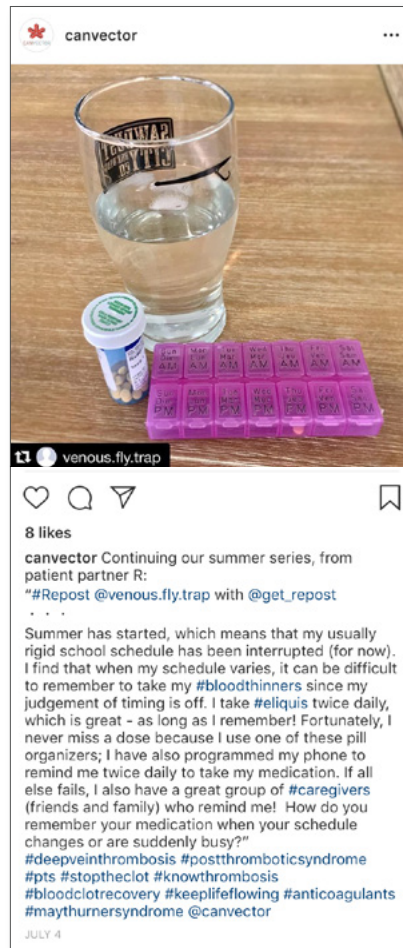 canvector
SAWDUST
CITY
venous.fly.trap
8 likes
canvector Continuing our summer series, from
patient partner R:
"#Repost @venous.fly.trap with @get_repost
. . .
Summer has started, which means that my usually
rigid school schedule has been interrupted (for now).
I find that when my schedule varies, it can be difficult
to remember to take my #bloodthinners since my
judgement of timing is off. I take #eliquis twice daily,
which is great - as long as I remember! Fortunately, I
never miss a dose because I use one of these pill
organizers; I have also programmed my phone to
remind me twice daily to take my medication. If all
else fails, I also have a great group of #caregivers
(friends and family) who remind me!  How do you
remember your medication when your schedule
changes or are suddenly busy?"
#deepveinthrombosis #postthromboticsyndrome
#pts #stoptheclot #knowthrombosis
#bloodclotrecovery #keeplifeflowing #anticoagulants
#maythurnersyndrome @canvector
JULY 4